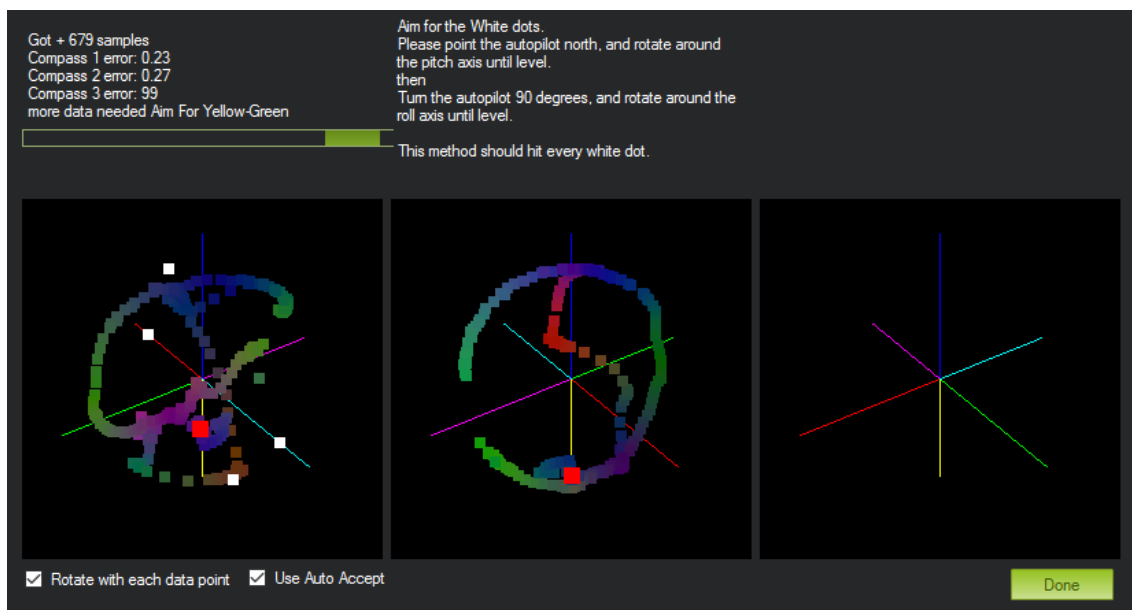 Got + 679 samples
Compass 1 error: 0.23
Compass 2 error: 0.27
Compass 3 error: 99
more data needed Aim For Yellow-Green
Aim for the White dots.
Please point the autopilot north, and rotate around
the pitch axis until level.
then
Turn the autopilot 90 degrees, and rotate around the
roll axis until level.
This method should hit every white dot.
Rotate with each data point
Use Auto Accept
Done